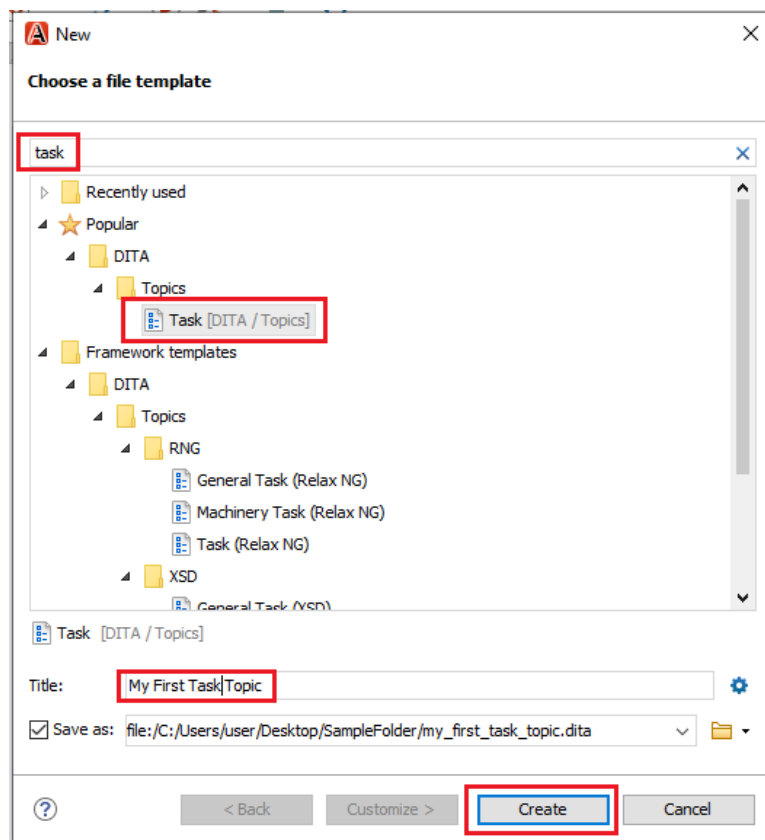 New
Choose a file template
task
Recently used
Popular
DITA
Topics
Task [DITA / Topics]
Framework templates
DITA
Topics
RNG
General Task (Relax NG)
Machinery Task (Relax NG)
Task (Relax NG)
XSD
General Task (XSD)
Task [DITA / Topics]
Title: My First Task Topic
Save as: file:/C:/Users/user/Desktop/SampleFolder/my_first_task_topic.dita
? < Back Customize > Create Cancel